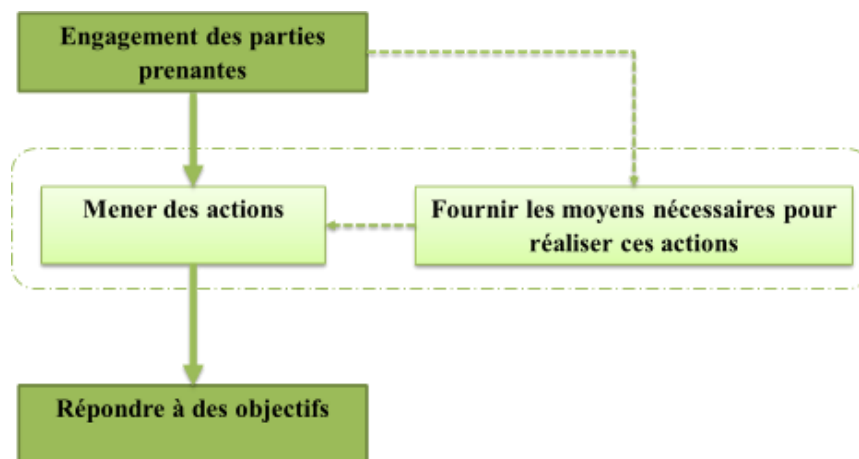 Engagement des parties
prenantes
Mener des actions
Fournir les moyens nécessaires pour
réaliser ces actions
Répondre à des objectifs